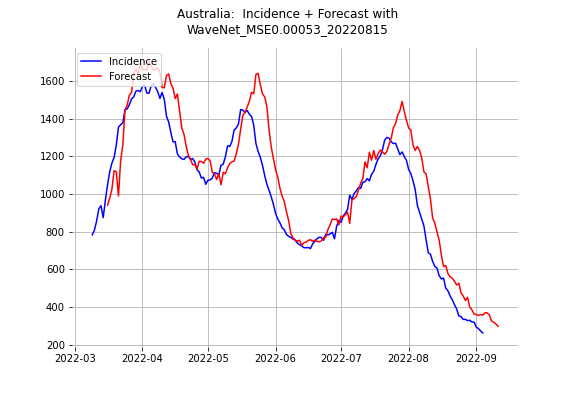 Australia:  Incidence + Forecast with
WaveNet_MSE0.00053_20220815
Incidence
Forecast
1600
1400
1200
1000
800
600
400
200
2022-03 2022-04 2022-05 2022-06 2022-07 2022-08 2022-09